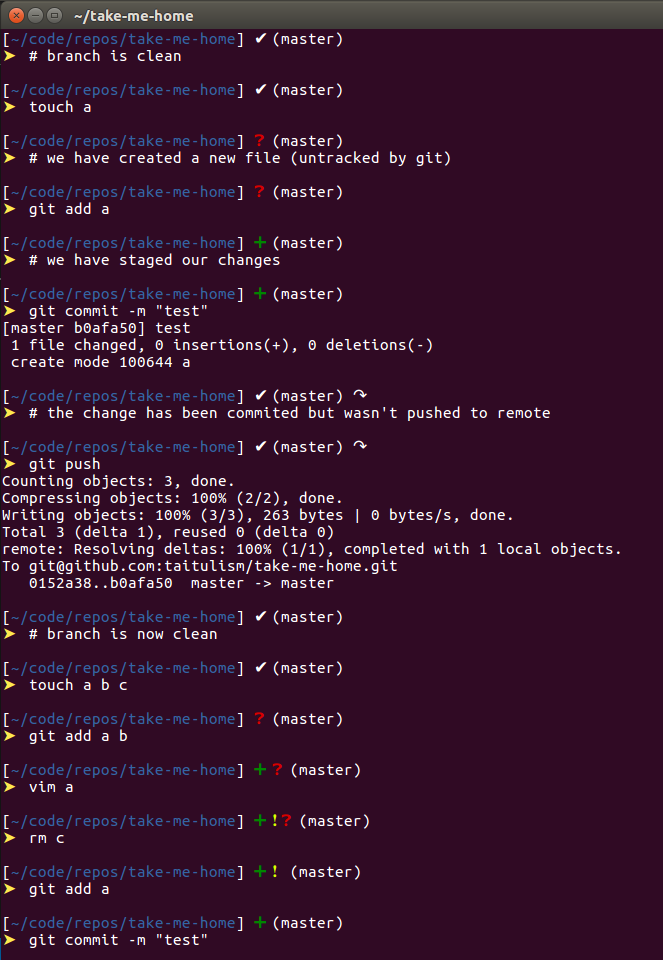 ~/take-me-home
[~/code/repos/take-me-home] ✔ (master)
➤ # branch is clean
[~/code/repos/take-me-home] ✔ (master)
➤ touch a
[~/code/repos/take-me-home] ? (master)
➤ # we have created a new file (untracked by git)
[~/code/repos/take-me-home] ? (master)
➤ git add a
[~/code/repos/take-me-home] + (master)
➤ # we have staged our changes
[~/code/repos/take-me-home] + (master)
➤ git commit -m "test"
[master b0afa50] test
1 file changed, 0 insertions(+), 0 deletions(-)
create mode 100644 a
[~/code/repos/take-me-home] ✔ (master) ↷
➤ # the change has been commited but wasn't pushed to remote
[~/code/repos/take-me-home] ✔ (master) ↷
➤ git push
Counting objects: 3, done.
Compressing objects: 100% (2/2), done.
Writing objects: 100% (3/3), 263 bytes | 0 bytes/s, done.
Total 3 (delta 1), reused 0 (delta 0)
remote: Resolving deltas: 100% (1/1), completed with 1 local objects.
To git@github.com:taitulism/take-me-home.git
0152a38..b0afa50  master -> master
[~/code/repos/take-me-home] ✔ (master)
➤ # branch is now clean
[~/code/repos/take-me-home] ✔ (master)
➤ touch a b c
[~/code/repos/take-me-home] ? (master)
➤ git add a b
[~/code/repos/take-me-home] + ? (master)
➤ vim a
[~/code/repos/take-me-home] + ! ? (master)
➤ rm c
[~/code/repos/take-me-home] + ! (master)
➤ git add a
[~/code/repos/take-me-home] + (master)
➤ git commit -m "test"